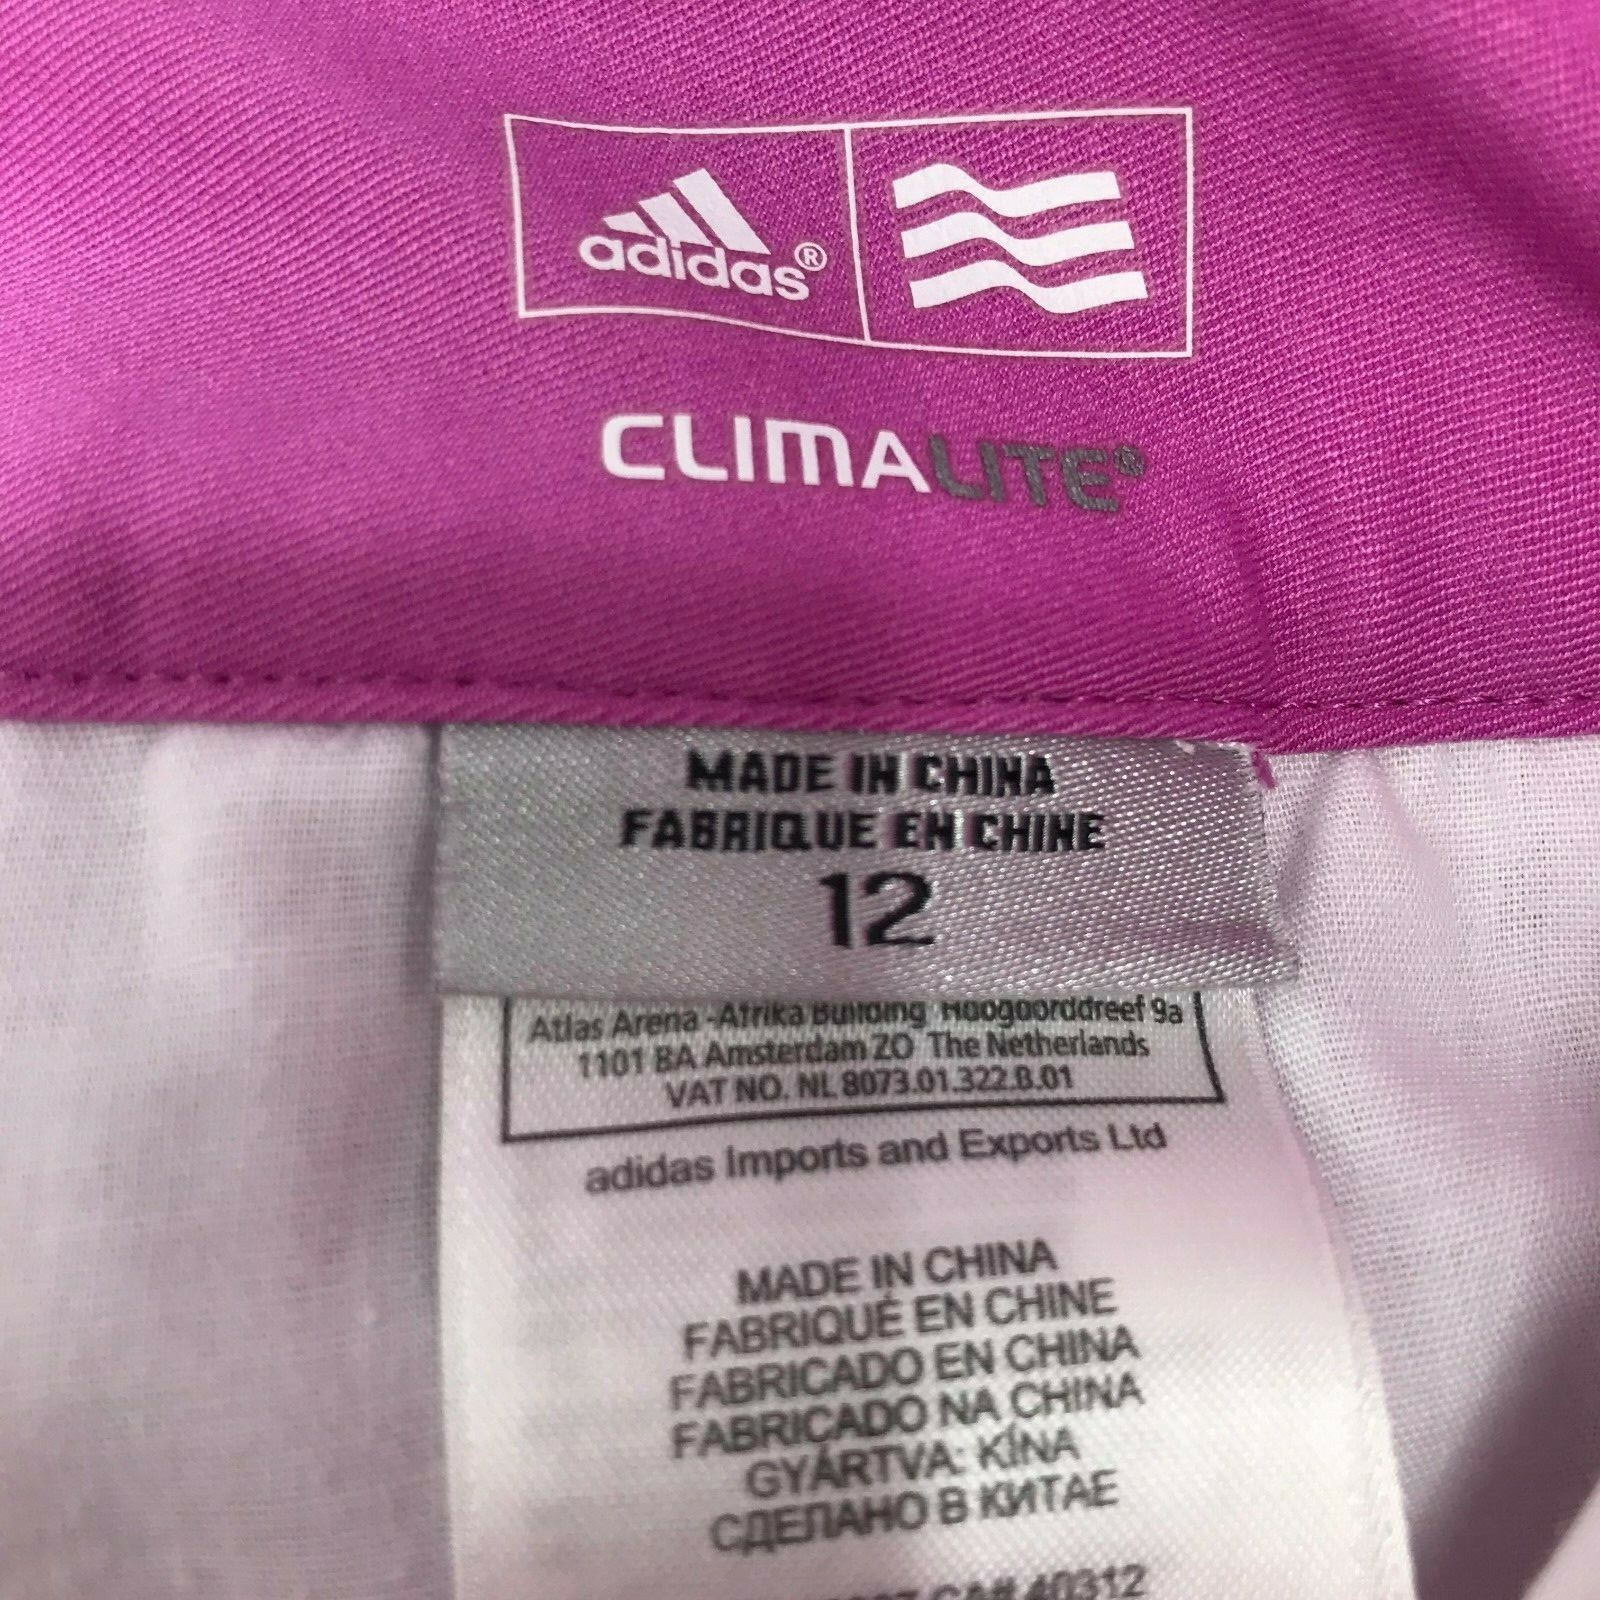 adidas®
CLIMALITE®
MADE IN CHINA
FABRIQUE EN CHINE
12
Atlas Arena -Afrika Building Hoogoorddreef 9a
1101 BA Amsterdam ZO The Netherlands
VAT NO. NL 8073.01.322.B.01
adidas Imports and Exports Ltd
MADE IN CHINA
FABRIQUÉ EN CHINE
FABRICADO EN CHINA
FABRICADO NA CHINA
GYÁRTVA: KÍNA
СДЕЛАНО В КИТАЕ
CA# 40312